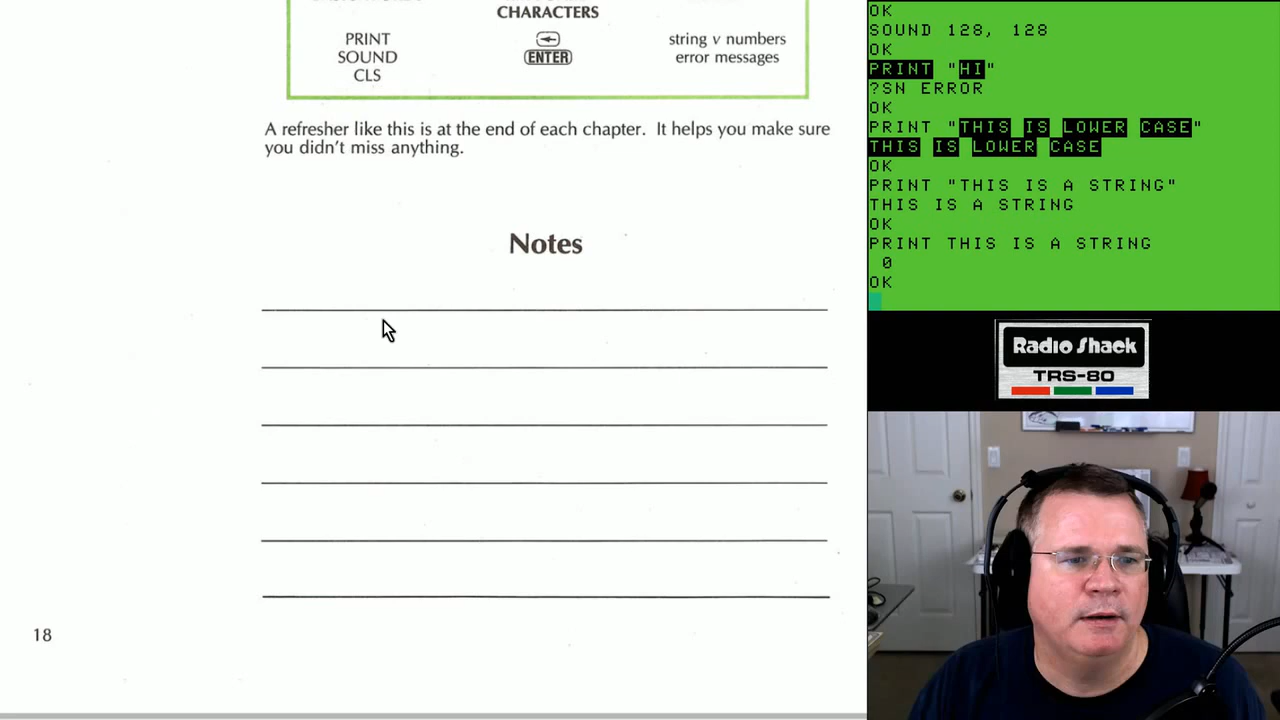 CHARACTERS
PRINT
SOUND
CLS
ENTER
string v numbers
error messages
A refresher like this is at the end of each chapter. It helps you make sure
you didn't miss anything.
Notes
18
OK
SOUND 128, 128
OK
PRINT "HI"
?SN ERROR
OK
PRINT "THIS IS LOWER CASE"
THIS IS LOWER CASE
OK
PRINT "THIS IS A STRING"
THIS IS A STRING
OK
PRINT THIS IS A STRING
0
OK
Radio Shack
TRS-80